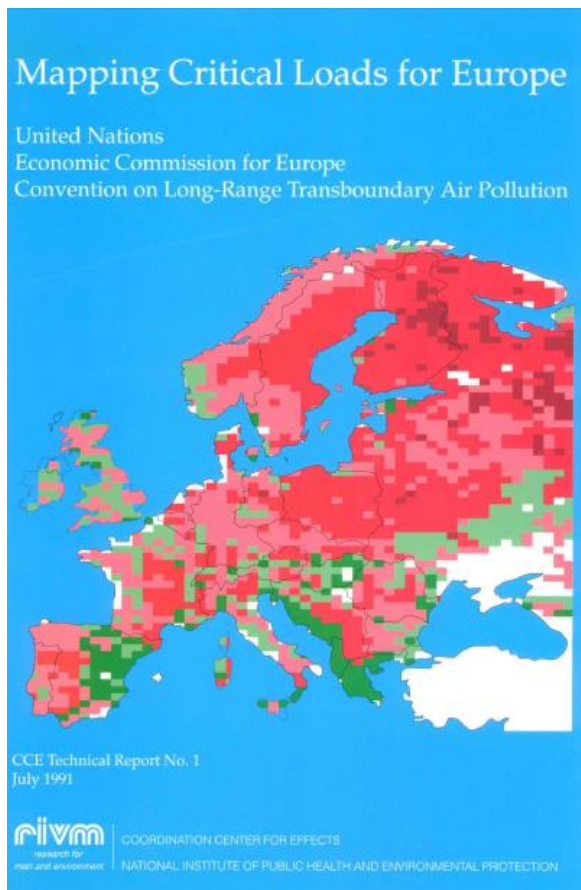 Mapping Critical Loads for Europe
United Nations
Economic Commission for Europe
Convention on Long-Range Transboundary Air Pollution
CCE Technical Report No. 1
July 1991
rivm
research for
man and environment
COORDINATION CENTER FOR EFFECTS
NATIONAL INSTITUTE OF PUBLIC HEALTH AND ENVIRONMENTAL PROTECTION